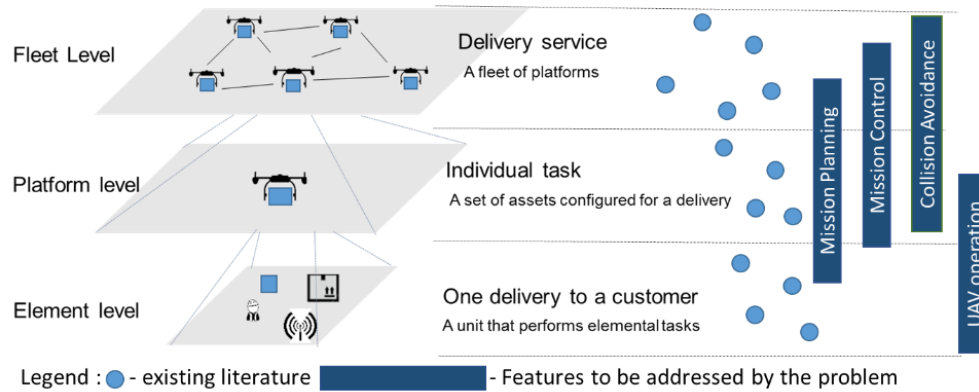 Fleet Level
Delivery service
A fleet of platforms
Platform level
Individual task
A set of assets configured for a delivery
Element level
One delivery to a customer
A unit that performs elemental tasks
Mission Planning
Mission Control
Collision Avoidance
UAV operation
Legend : - existing literature - Features to be addressed by the problem